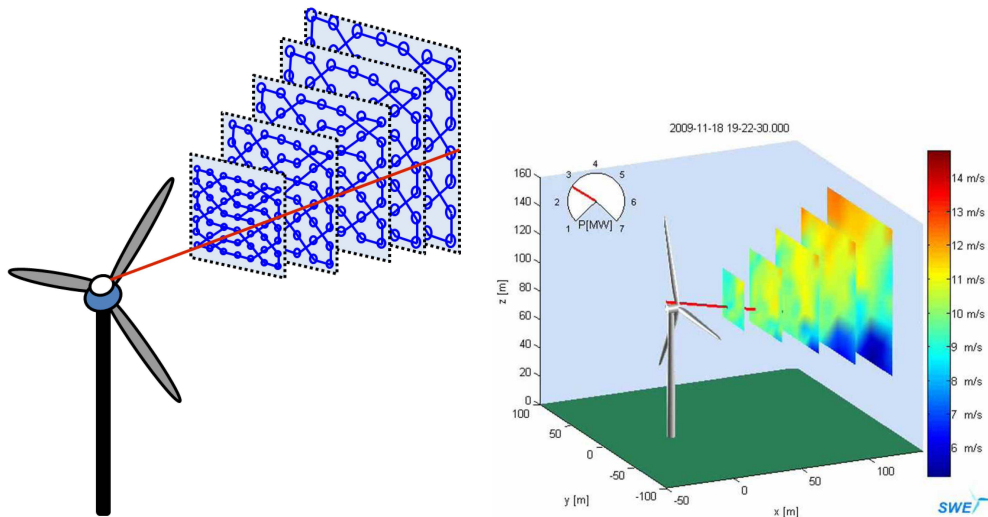 2009-11-18 19-22-30.000
160
140
120
100
80
60
40
20
0
z [m]
1
2
3
4
5
6
7
P[MW]
100
50
0
-50
-100
y [m]
-50
0
50
100
x [m]
14 m/s
13 m/s
12 m/s
11 m/s
10 m/s
9 m/s
8 m/s
7 m/s
6 m/s
SWE